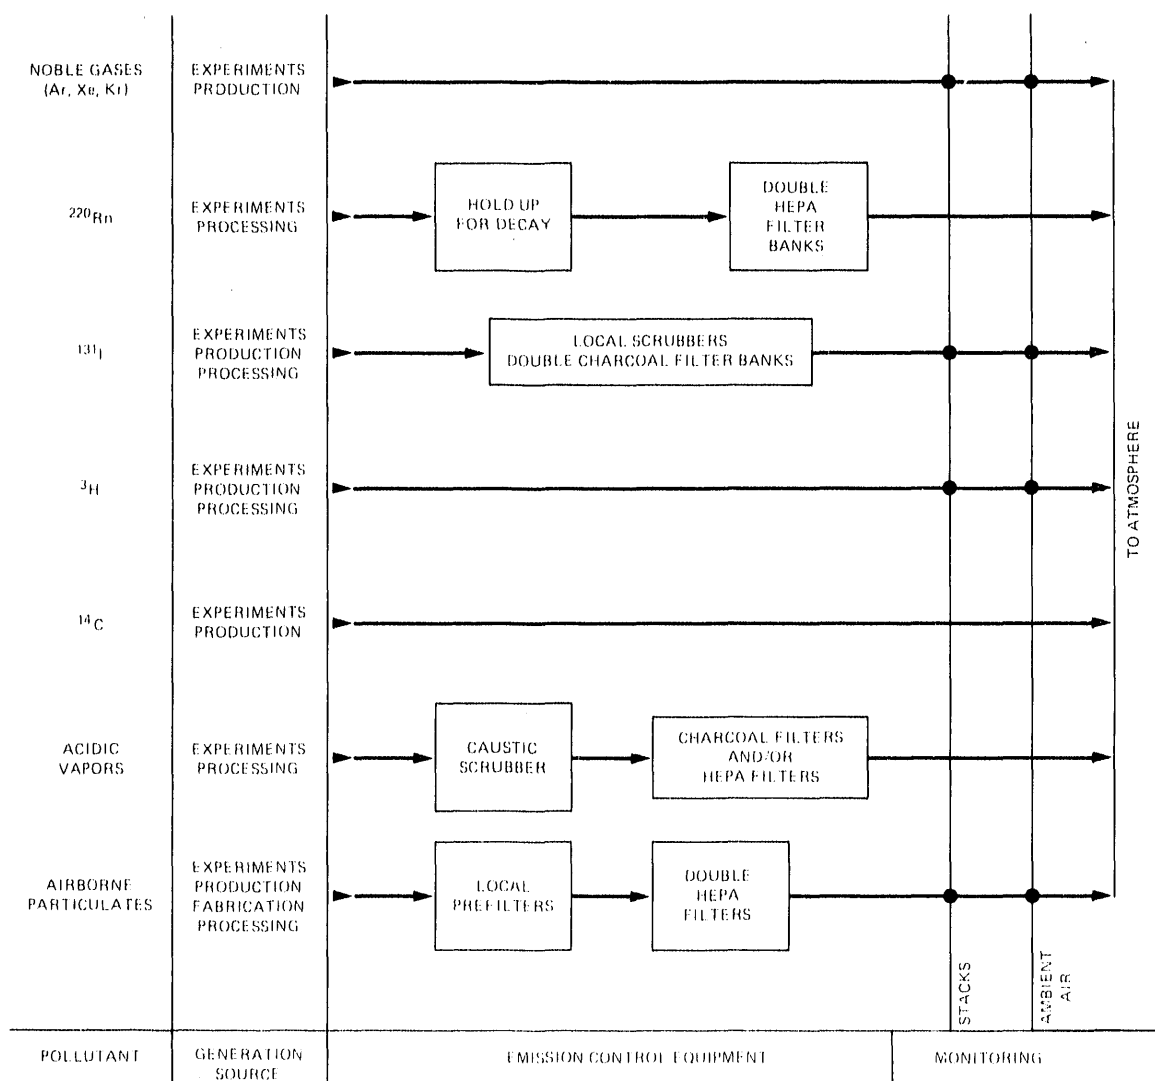 NOBLE GASES
(Ar, Xe, Kr)
EXPERIMENTS
PRODUCTION
220Rn
EXPERIMENTS
PROCESSING
HOLD UP
FOR DECAY
DOUBLE
HEPA
FILTER
BANKS
131I
EXPERIMENTS
PRODUCTION
PROCESSING
LOCAL SCRUBBERS
DOUBLE CHARCOAL FILTER BANKS
3H
EXPERIMENTS
PRODUCTION
PROCESSING
TO ATMOSPHERE
14C
EXPERIMENTS
PRODUCTION
ACIDIC
VAPORS
EXPERIMENTS
PROCESSING
CAUSTIC
SCRUBBER
CHARCOAL FILTERS
AND/OR
HEPA FILTERS
AIRBORNE
PARTICULATES
EXPERIMENTS
PRODUCTION
FABRICATION
PROCESSING
LOCAL
PREFILTERS
DOUBLE
HEPA
FILTERS
STACKS
AMBIENT
AIR
POLLUTANT
GENERATION
SOURCE
EMISSION CONTROL EQUIPMENT
MONITORING